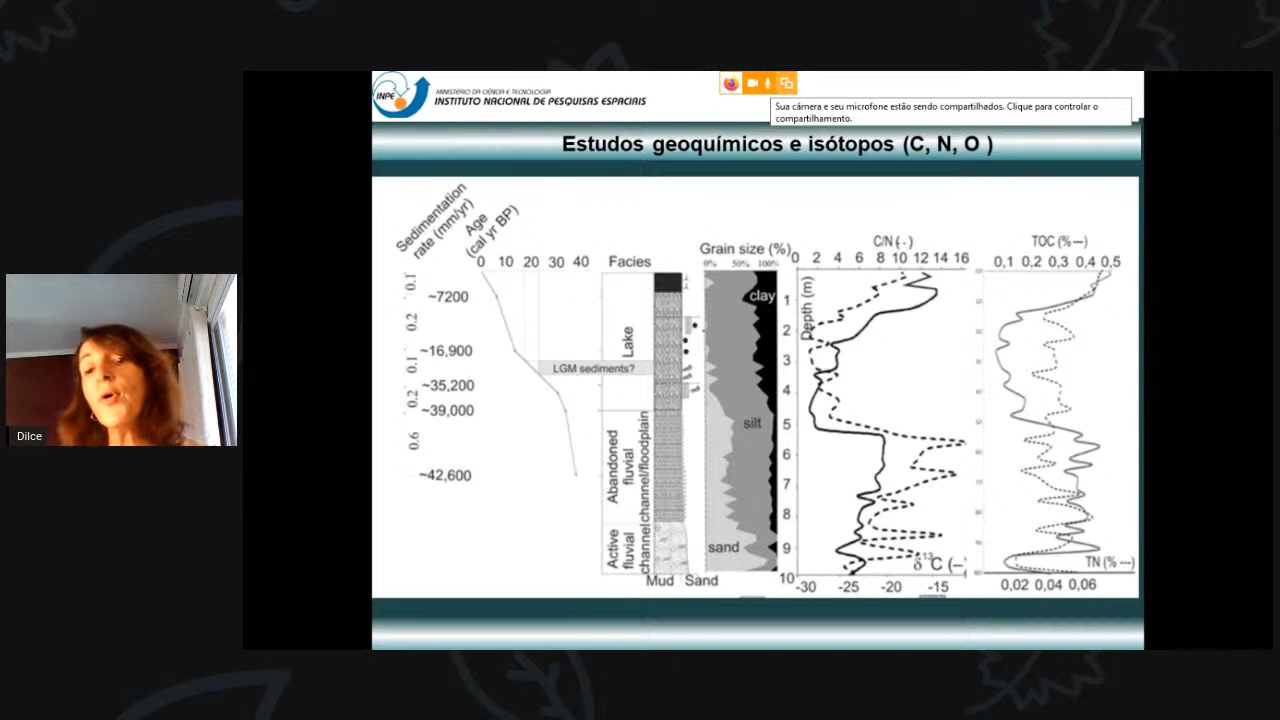 INPE
MINISTÉRIO DA CIÊNCIA E TECNOLOGIA
INSTITUTO NACIONAL DE PESQUISAS ESPACIAIS
Sua câmera e seu microfone estão sendo compartilhados. Clique para controlar o
compartilhamento.
Estudos geoquímicos e isótopos (C, N, O )
Sedimentation
rate (mm/yr)
Age
(cal yr BP)
0 10 20 30 40
Facies
Grain size (%)
0% 50% 100%
C/N (- -)
0 2 4 6 8 10 12 14 16
TOC (% —)
0,1 0,2 0,3 0,4 0,5
0.1
~7200
0.2
~16,900
0.1
~35,200
0.2
~39,000
0.6
~42,600
LGM sediments?
Lake
Abandoned
fluvial
channel/floodplain
Active
fluvial
channel
Mud Sand
clay
silt
sand
Depth (m)
1
2
3
4
5
6
7
8
9
10
δ13C (—
-30 -25 -20 -15
TN (% ---)
0,02 0,04 0,06
Dilce